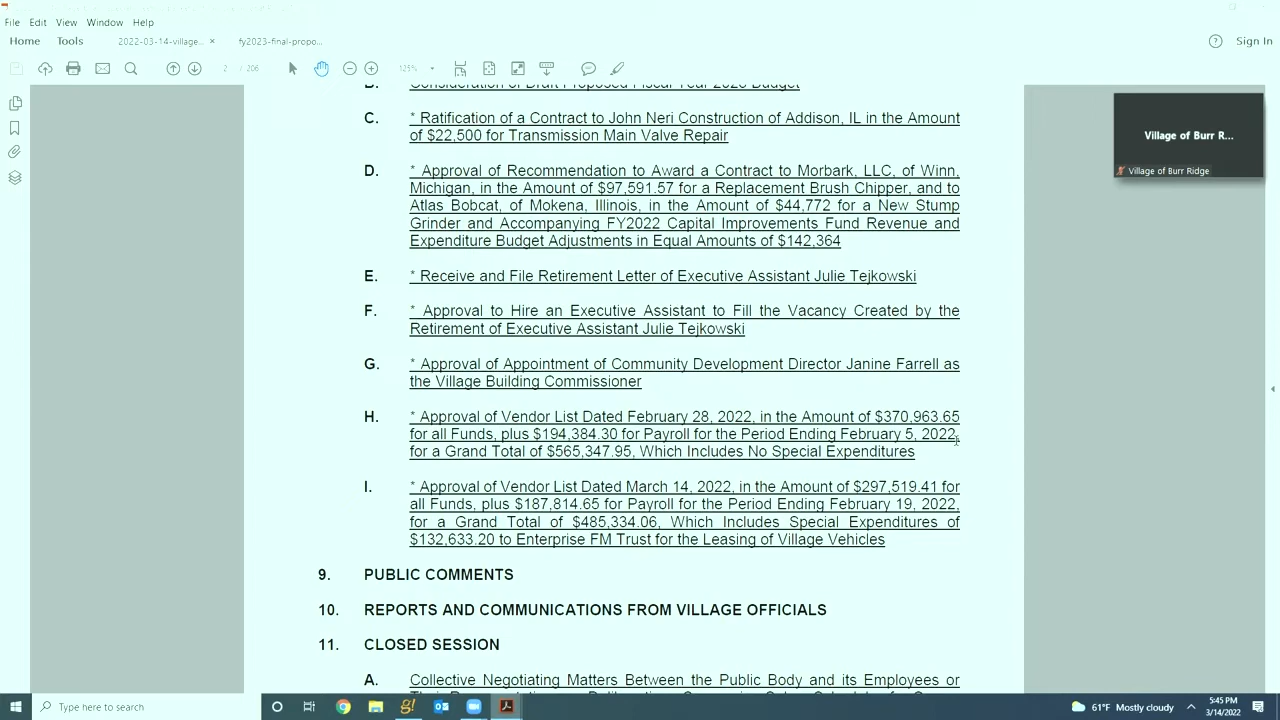 File Edit View Window Help
Home Tools 2022-03-14-village... × fy2023-final-propo... Sign In
2 / 206 125%
B. Consideration of Draft Proposed Fiscal Year 2023 Budget
C. * Ratification of a Contract to John Neri Construction of Addison, IL in the Amount
of $22,500 for Transmission Main Valve Repair
D. * Approval of Recommendation to Award a Contract to Morbark, LLC, of Winn,
Michigan, in the Amount of $97,591.57 for a Replacement Brush Chipper, and to
Atlas Bobcat, of Mokena, Illinois, in the Amount of $44,772 for a New Stump
Grinder and Accompanying FY2022 Capital Improvements Fund Revenue and
Expenditure Budget Adjustments in Equal Amounts of $142,364
E. * Receive and File Retirement Letter of Executive Assistant Julie Tejkowski
F. * Approval to Hire an Executive Assistant to Fill the Vacancy Created by the
Retirement of Executive Assistant Julie Tejkowski
G. * Approval of Appointment of Community Development Director Janine Farrell as
the Village Building Commissioner
H. * Approval of Vendor List Dated February 28, 2022, in the Amount of $370,963.65
for all Funds, plus $194,384.30 for Payroll for the Period Ending February 5, 2022,
for a Grand Total of $565,347.95, Which Includes No Special Expenditures
I. * Approval of Vendor List Dated March 14, 2022, in the Amount of $297,519.41 for
all Funds, plus $187,814.65 for Payroll for the Period Ending February 19, 2022,
for a Grand Total of $485,334.06, Which Includes Special Expenditures of
$132,633.20 to Enterprise FM Trust for the Leasing of Village Vehicles
9. PUBLIC COMMENTS
10. REPORTS AND COMMUNICATIONS FROM VILLAGE OFFICIALS
11. CLOSED SESSION
A. Collective Negotiating Matters Between the Public Body and its Employees or
Village of Burr R...
Village of Burr Ridge
Type here to search
61°F Mostly cloudy
5:45 PM
3/14/2022